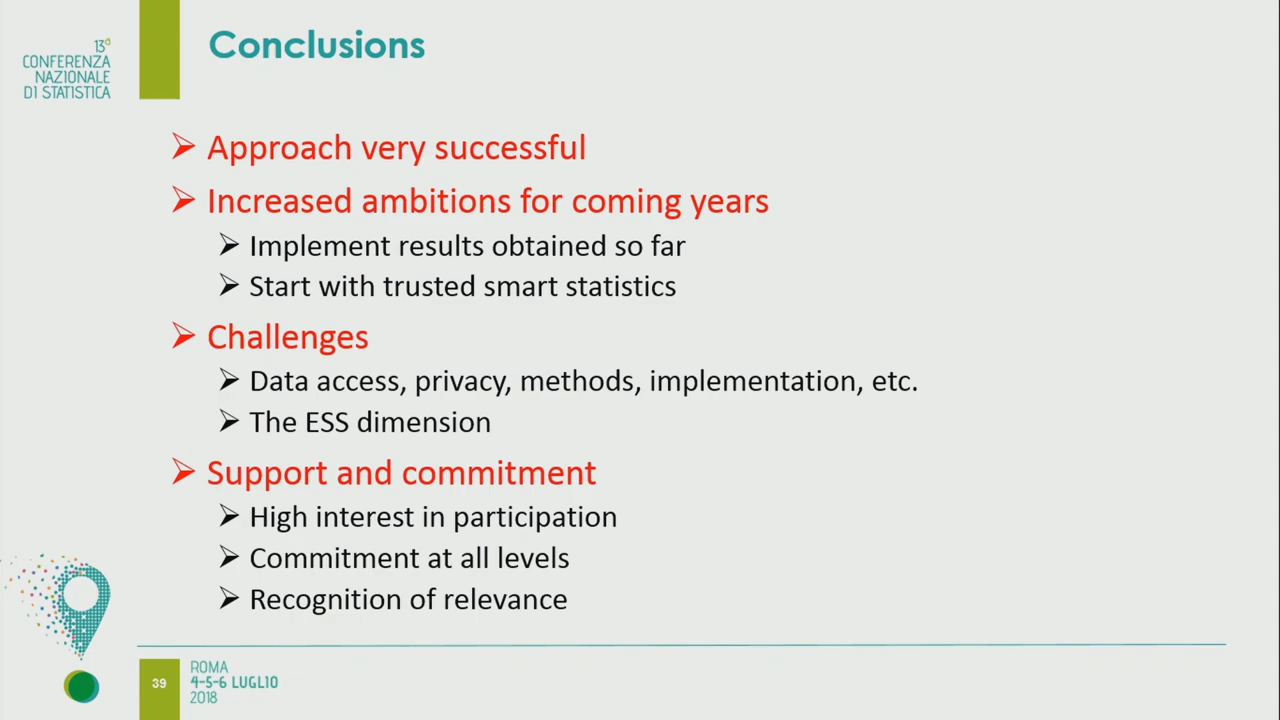 13ª
CONFERENZA
NAZIONALE
DI STATISTICA
Conclusions
Approach very successful
Increased ambitions for coming years
Implement results obtained so far
Start with trusted smart statistics
Challenges
Data access, privacy, methods, implementation, etc.
The ESS dimension
Support and commitment
High interest in participation
Commitment at all levels
Recognition of relevance
39
ROMA
4-5-6 LUGLIO
2018